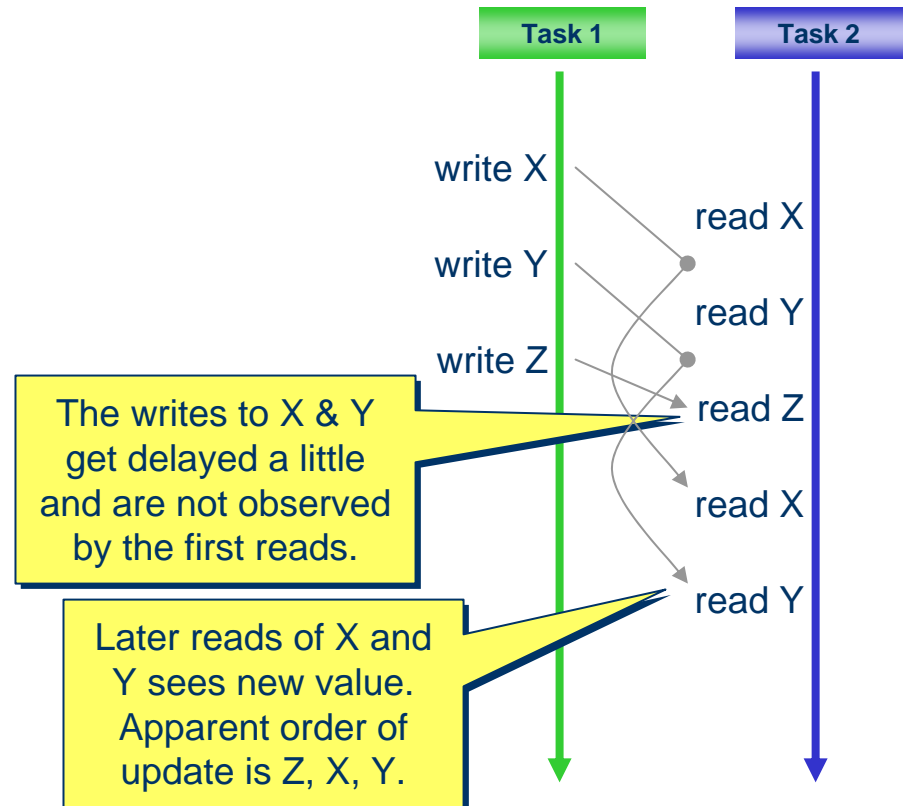 Task 1
Task 2
write X
read X
write Y
read Y
write Z
read Z
The writes to X & Y
get delayed a little
and are not observed
by the first reads.
read X
read Y
Later reads of X and
Y sees new value.
Apparent order of
update is Z, X, Y.